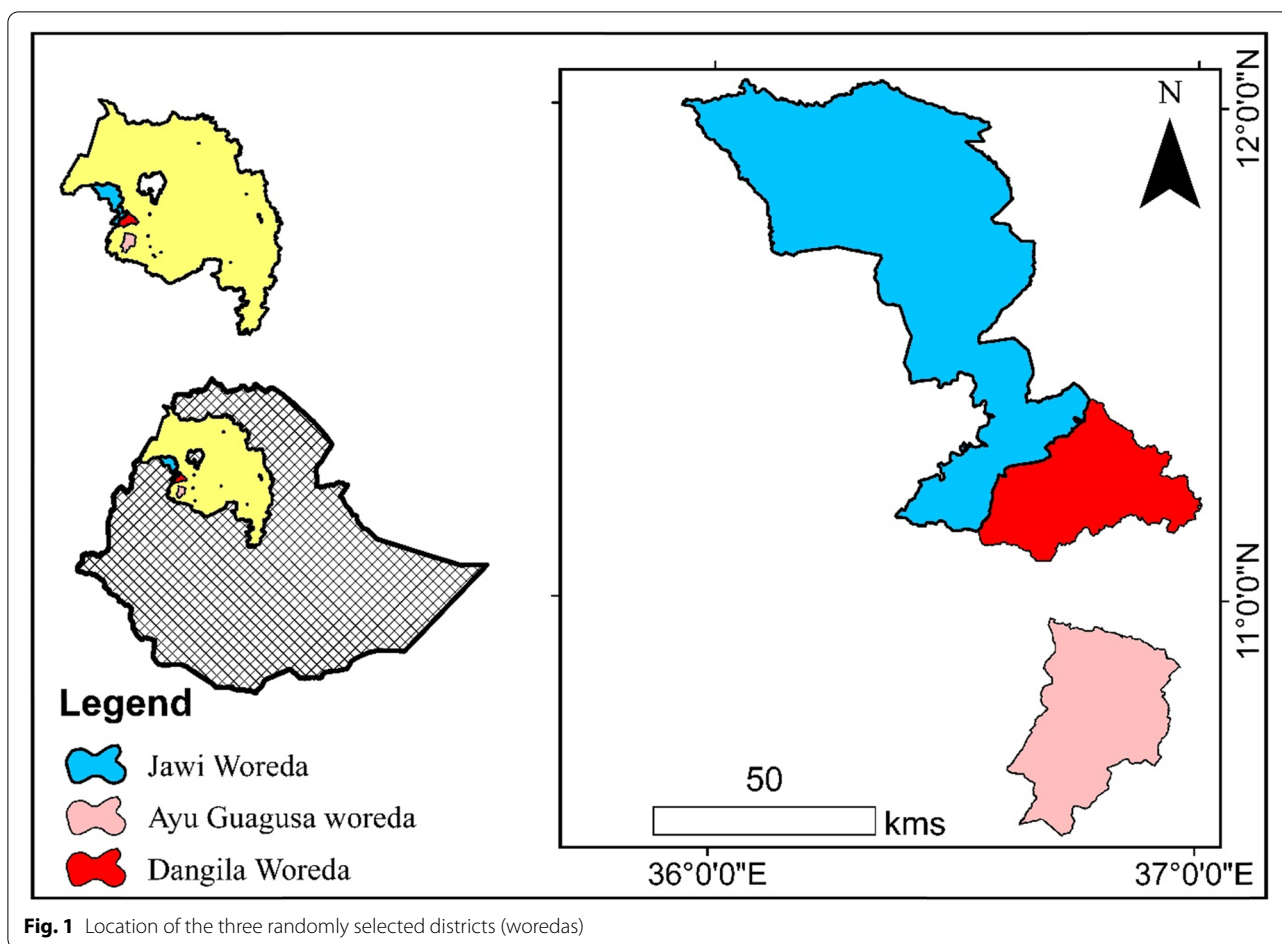 N
12°0'0"N
11°0'0"N
50
kms
36°0'0"E
37°0'0"E
Legend
Jawi Woreda
Ayu Guagusa woreda
Dangila Woreda
Fig. 1 Location of the three randomly selected districts (woredas)